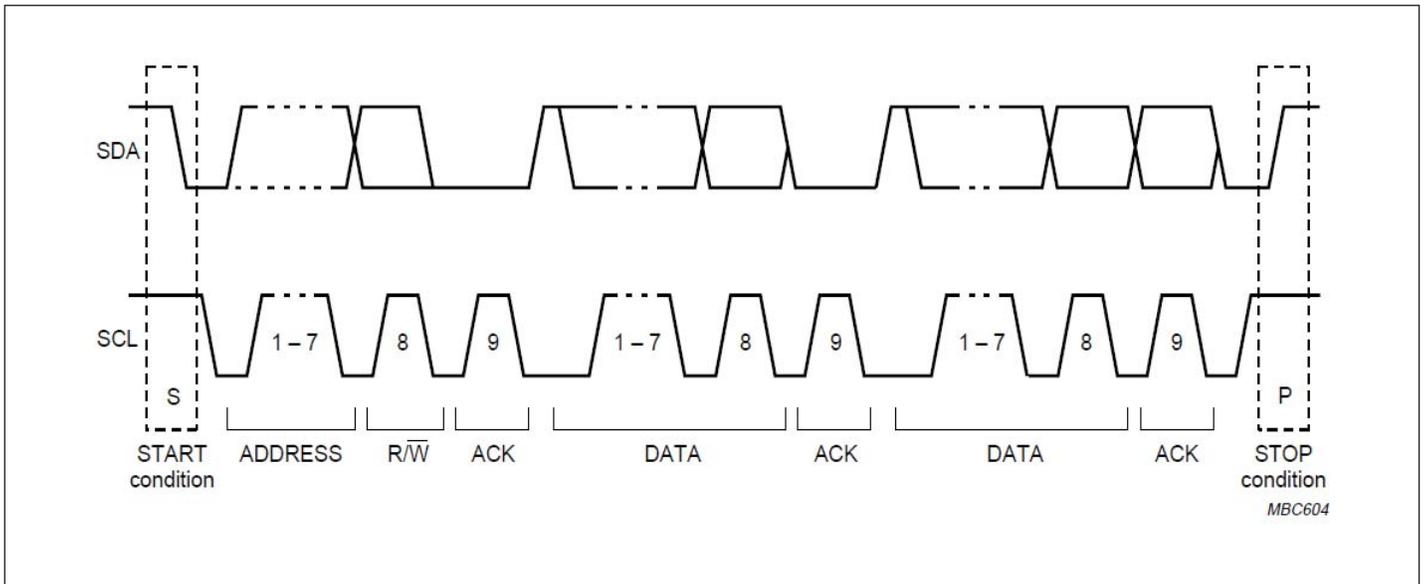 SDA
SCL
1 – 7
8
9
1 – 7
8
9
1 – 7
8
9
S
P
START
condition
ADDRESS
R/W̅
ACK
DATA
ACK
DATA
ACK
STOP
condition
MBC604